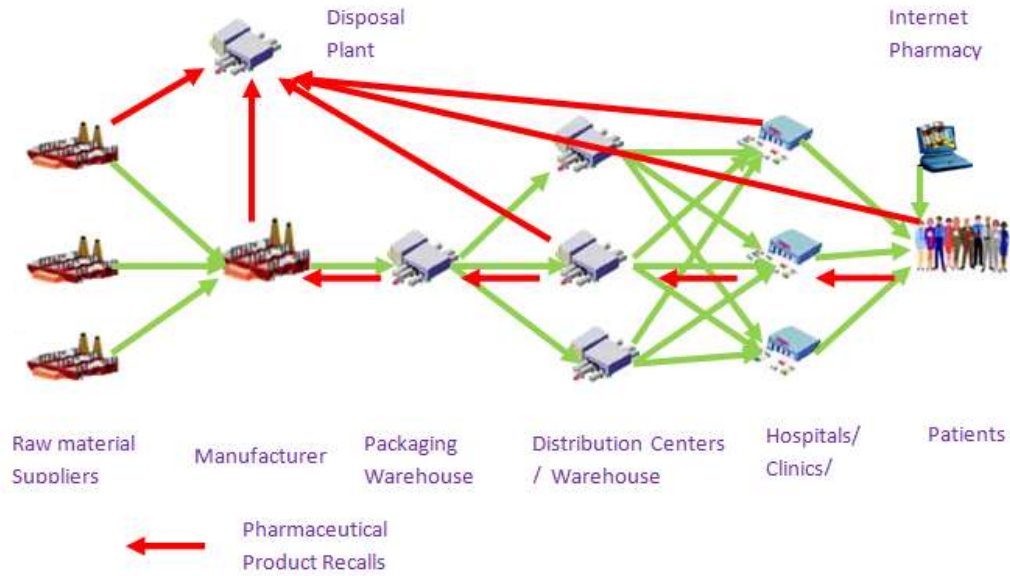 Disposal
Plant
Internet
Pharmacy
Raw material
Suppliers
Manufacturer
Packaging
Warehouse
Distribution Centers
/ Warehouse
Hospitals/
Clinics/
Patients
Pharmaceutical
Product Recalls